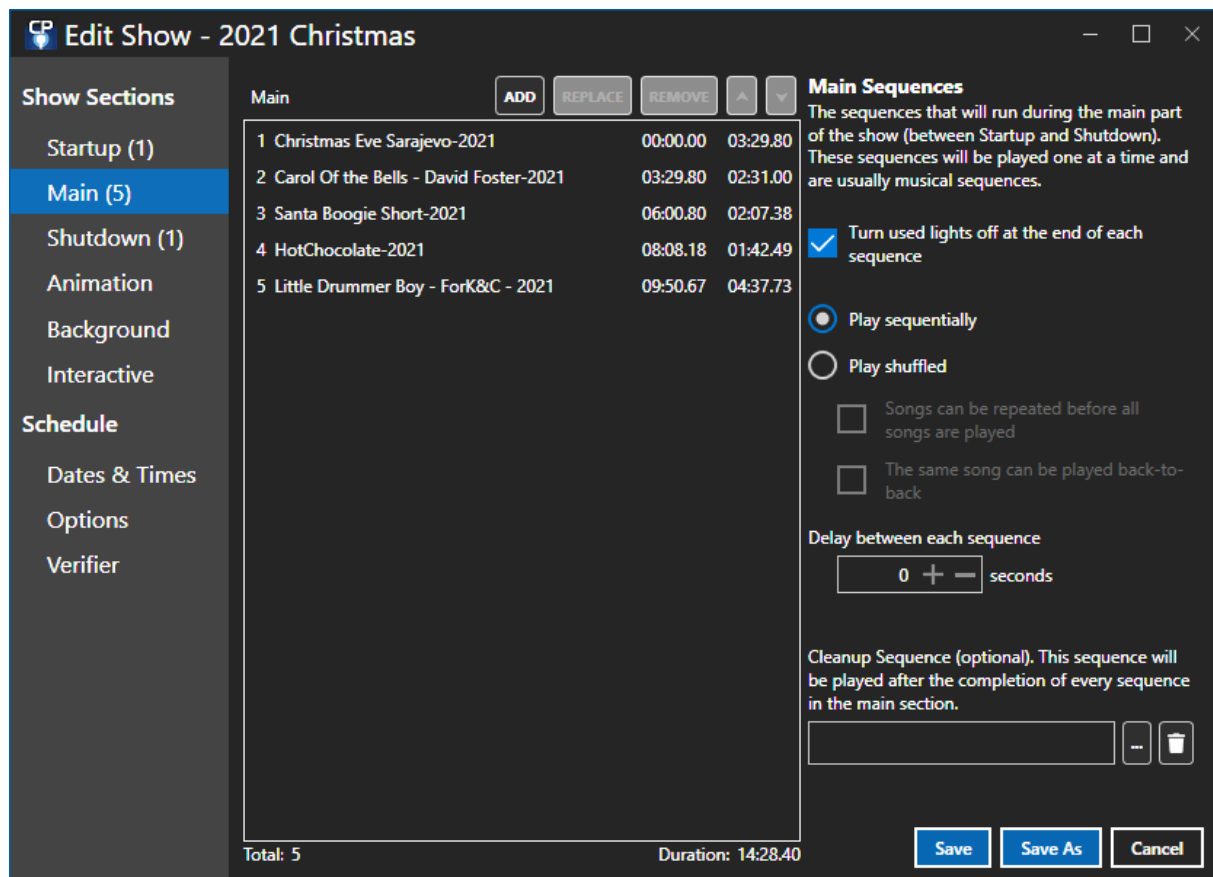 CP Edit Show - 2021 Christmas
Show Sections
Startup (1)
Main (5)
Shutdown (1)
Animation
Background
Interactive
Schedule
Dates & Times
Options
Verifier
Main ADD REPLACE REMOVE
1 Christmas Eve Sarajevo-2021 00:00.00 03:29.80
2 Carol Of the Bells - David Foster-2021 03:29.80 02:31.00
3 Santa Boogie Short-2021 06:00.80 02:07.38
4 HotChocolate-2021 08:08.18 01:42.49
5 Little Drummer Boy - ForK&C - 2021 09:50.67 04:37.73
Total: 5 Duration: 14:28.40
Main Sequences
The sequences that will run during the main part
of the show (between Startup and Shutdown).
These sequences will be played one at a time and
are usually musical sequences.
Turn used lights off at the end of each
sequence
Play sequentially
Play shuffled
Songs can be repeated before all
songs are played
The same song can be played back-to-
back
Delay between each sequence
0 + − seconds
Cleanup Sequence (optional). This sequence will
be played after the completion of every sequence
in the main section.
...
Save Save As Cancel